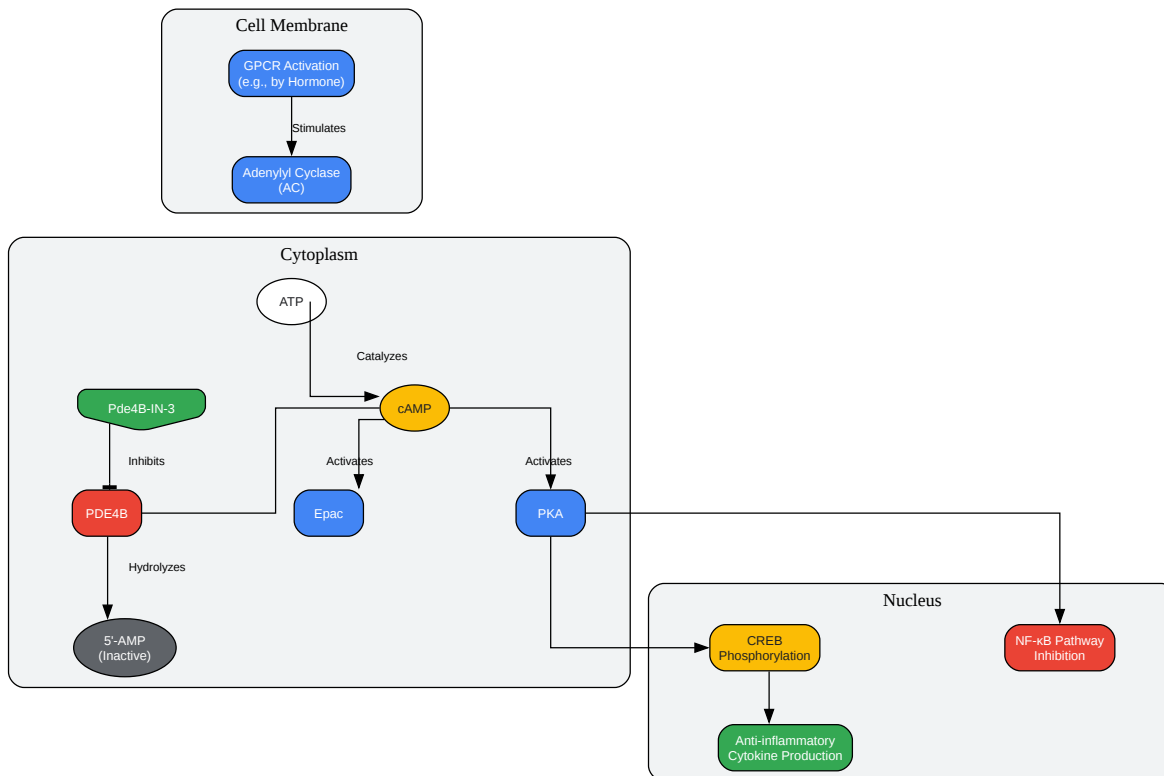 Cell Membrane
GPCR Activation
(e.g., by Hormone)
Stimulates
Adenylyl Cyclase
(AC)
Cytoplasm
ATP
Catalyzes
Pde4B-IN-3
cAMP
Inhibits
Activates
Activates
PDE4B
Epac
PKA
Hydrolyzes
5'-AMP
(Inactive)
Nucleus
CREB
Phosphorylation
NF-κB Pathway
Inhibition
Anti-inflammatory
Cytokine Production